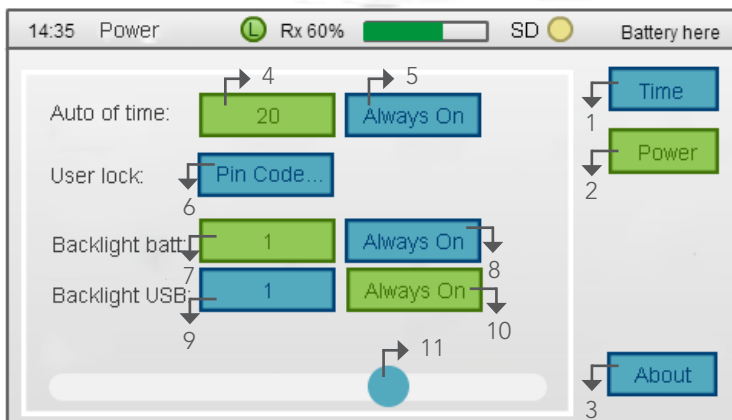 14:35 Power L Rx 60% SD Battery here
4 5
Auto of time: 20 Always On
Time
1
Power
2
User lock: Pin Code...
6
Backlight batt: 1 Always On
7 8
Backlight USB: 1 Always On
9 10
11
About
3